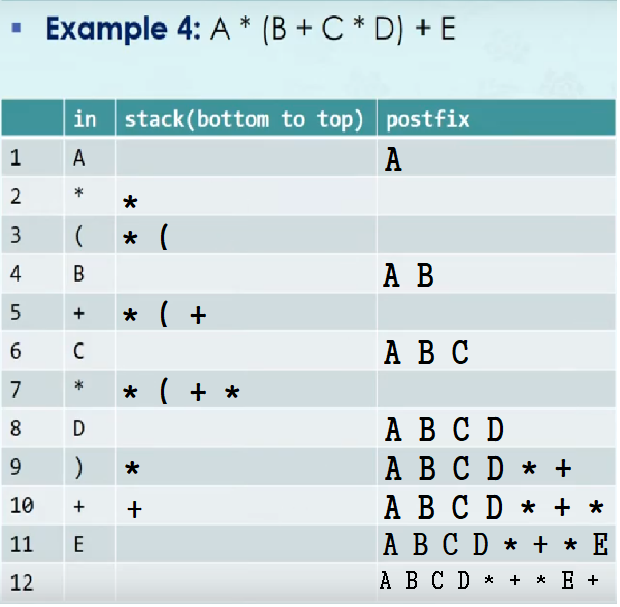 ▪ Example 4: A * (B + C * D) + E
in stack(bottom to top) postfix
1 A A
2 * *
3 ( * (
4 B A B
5 + * ( +
6 C A B C
7 * * ( + *
8 D A B C D
9 ) * A B C D * +
10 + + A B C D * + *
11 E A B C D * + * E
12 A B C D * + * E +